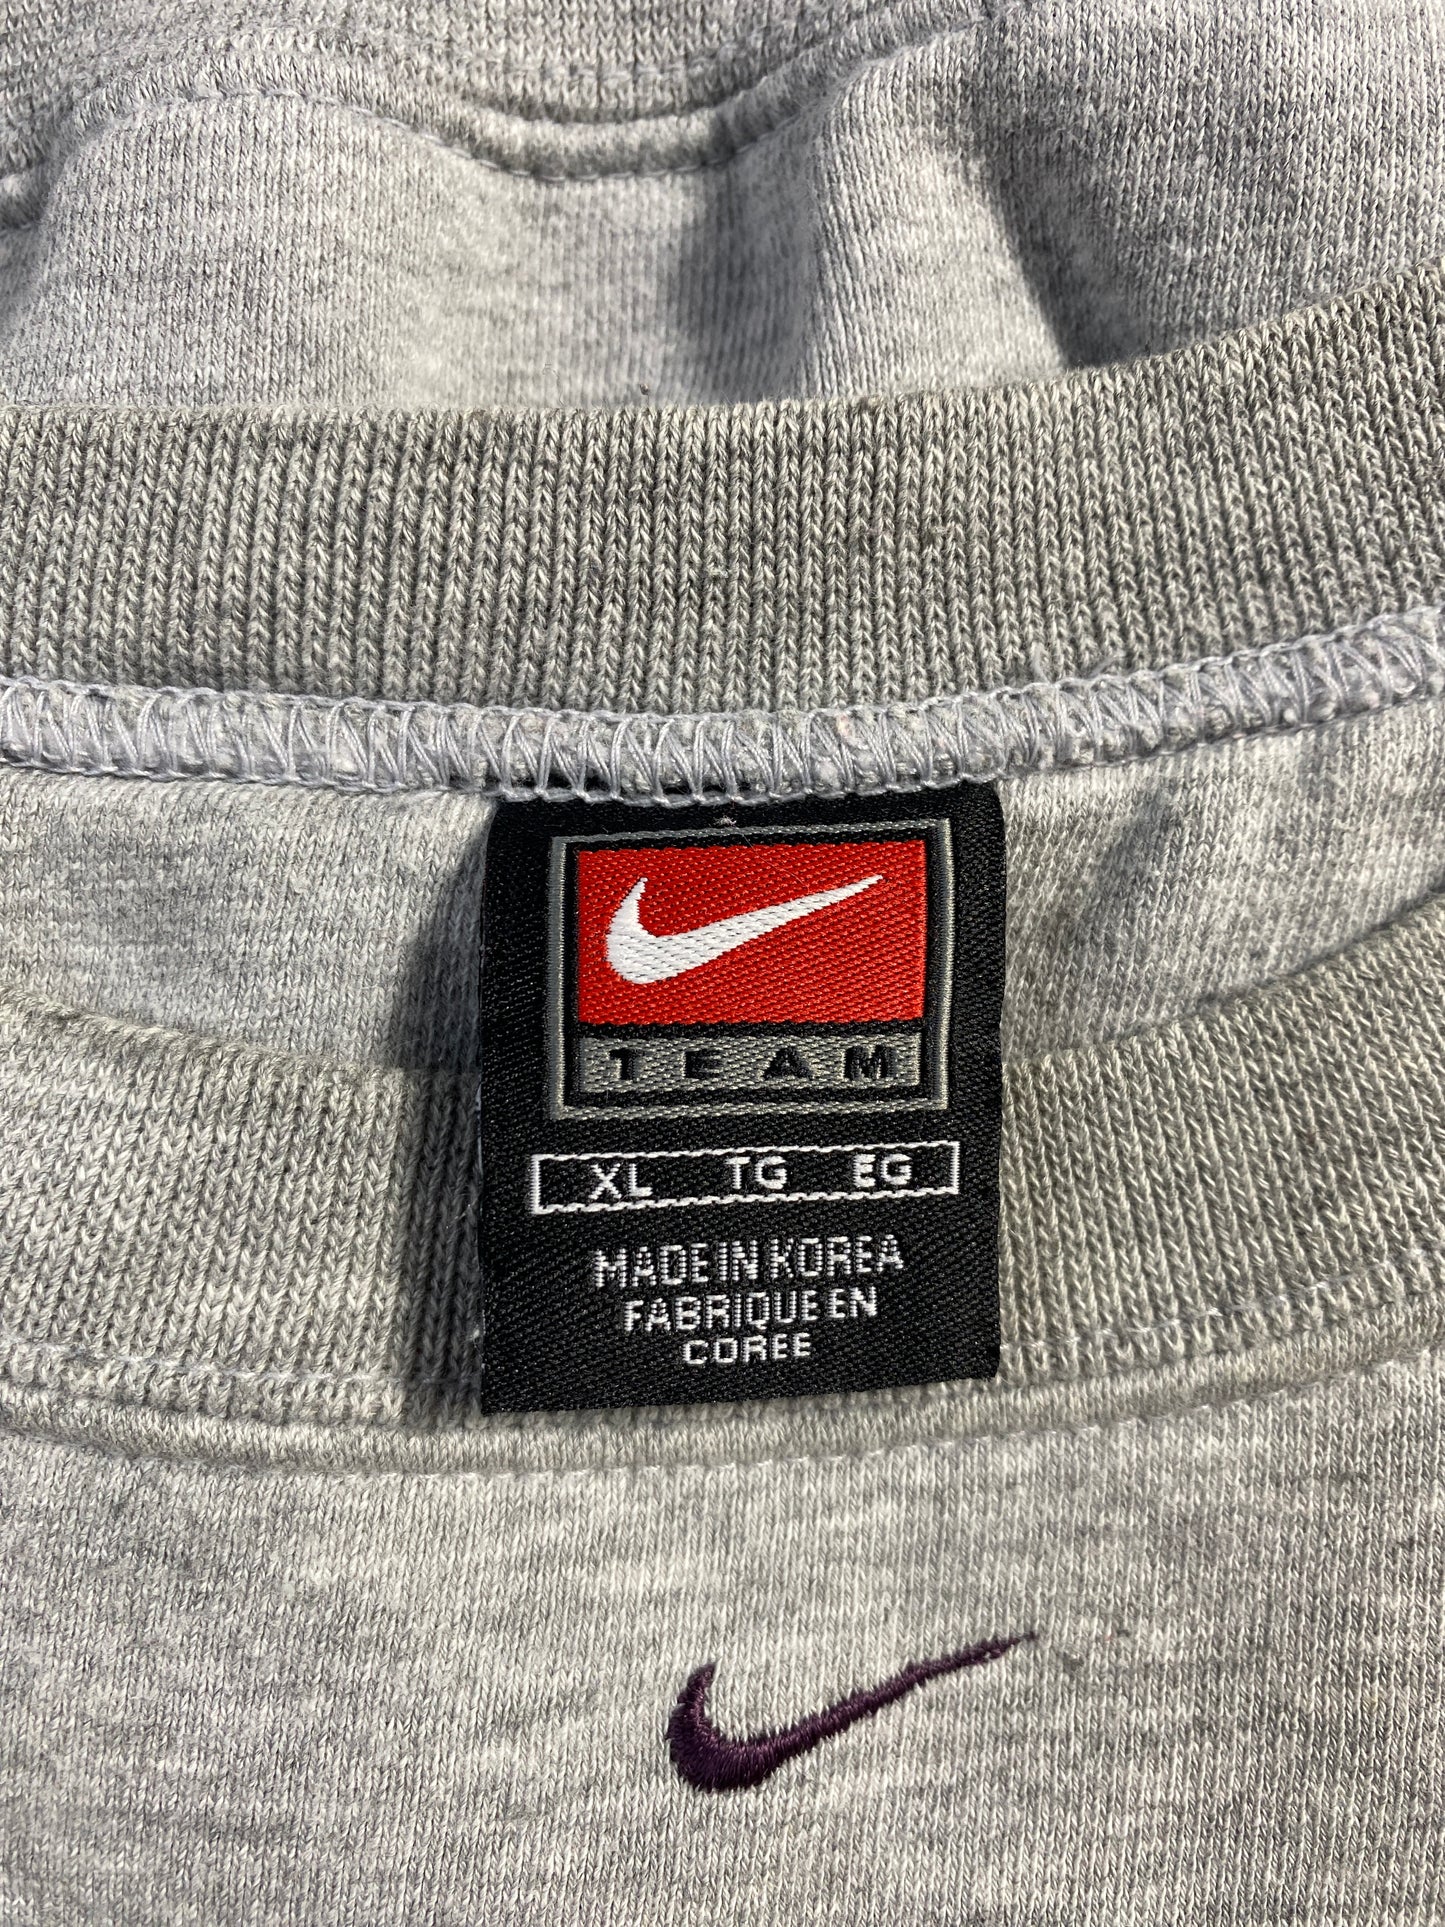 TEAM
XL TG EG
MADE IN KOREA
FABRIQUE EN
COREE